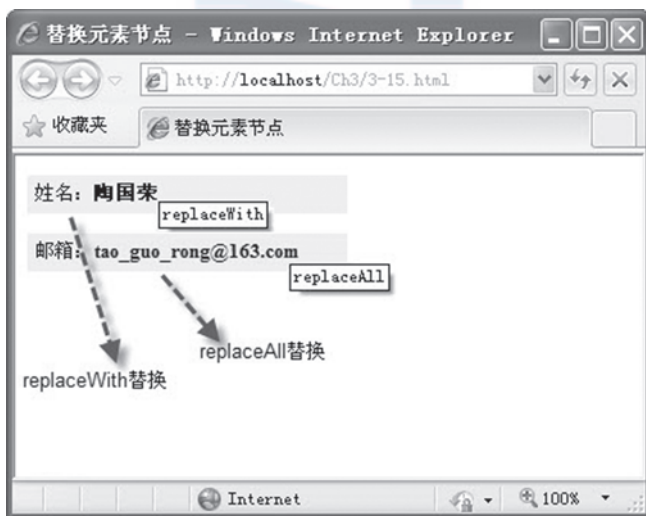 替换元素节点 - Windows Internet Explorer
http://localhost/Ch3/3-15.html
收藏夹
替换元素节点
姓名：陶国荣
replaceWith
邮箱：tao_guo_rong@163.com
replaceAll
replaceAll替换
replaceWith替换
Internet
100%